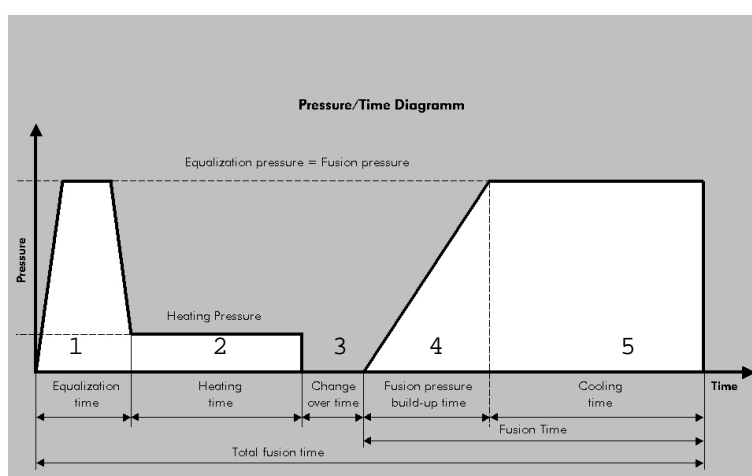 Pressure/Time Diagramm
Equalization pressure = Fusion pressure
Pressure
Heating Pressure
1
2
3
4
5
Equalization
time
Heating
time
Change
over time
Fusion pressure
build-up time
Cooling
time
Time
Fusion Time
Total fusion time